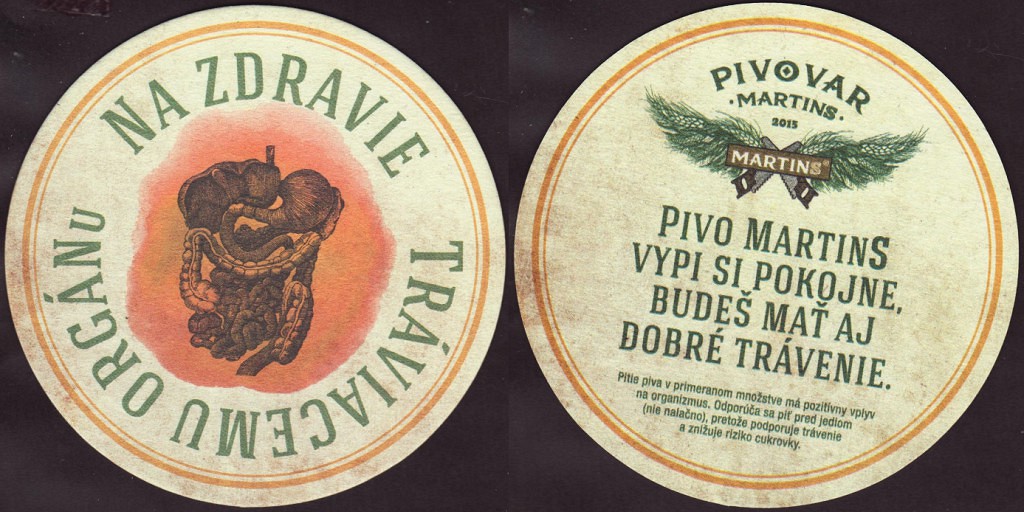 NA ZDRAVIE TRÁVIACEMU ORGÁNu
PIVOVAR
·MARTINS·
2015
MARTINS®
PIVO MARTINS
VYPI SI POKOJNE,
BUDEŠ MAŤ AJ
DOBRÉ TRÁVENIE.
Pitie piva v primeranom množstve má pozitívny vplyv
na organizmus. Odporúča sa piť pred jedlom
(nie nalačno), pretože podporuje trávenie
a znižuje riziko cukrovky.